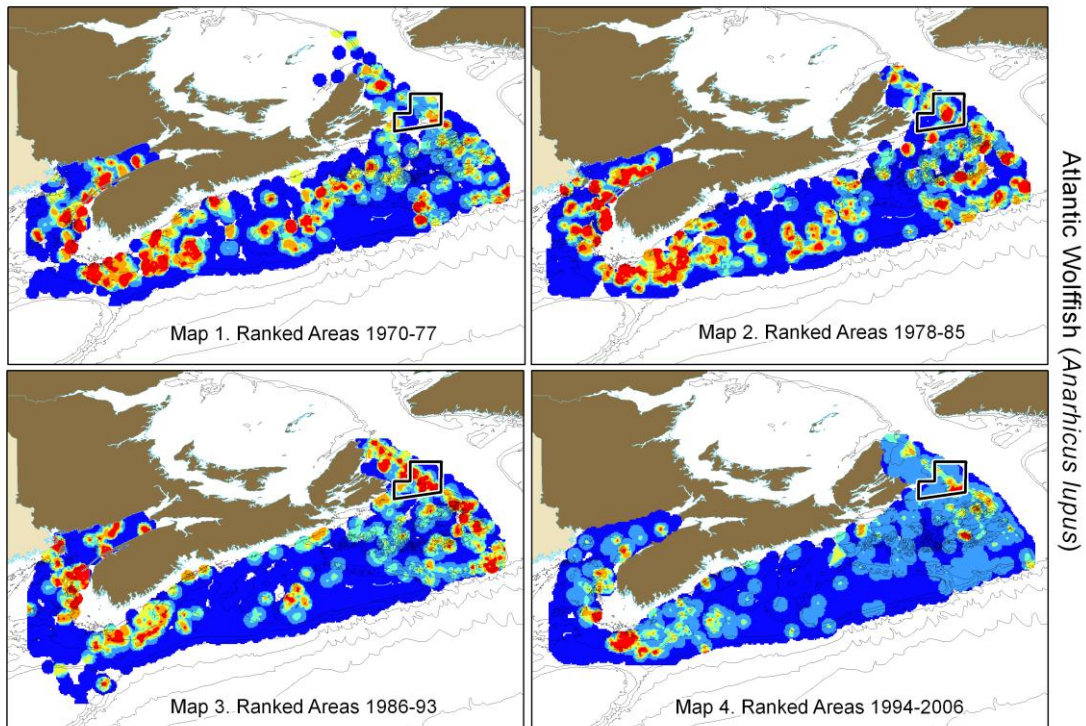 Map 1. Ranked Areas 1970-77
Map 2. Ranked Areas 1978-85
Map 3. Ranked Areas 1986-93
Map 4. Ranked Areas 1994-2006
Atlantic Wolffish (Anarhicus lupus)